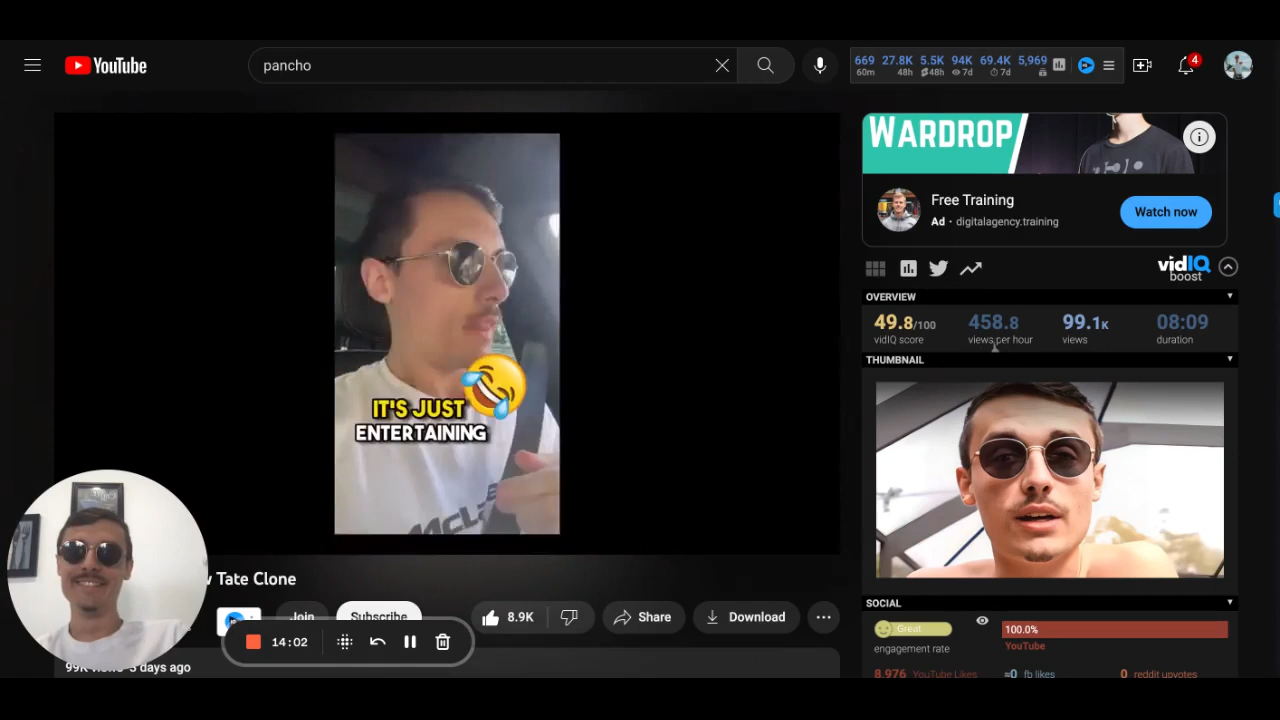 YouTube
pancho
669 27.8K 5.5K 94K 69.4K 5,969
60m 48h 48h 7d 7d
4
WARDROP
Free Training
Ad · digitalagency.training
Watch now
vidIQ
boost
OVERVIEW
49.8/100 458.8 99.1K 08:09
vidIQ score views per hour views duration
THUMBNAIL
IT'S JUST
ENTERTAINING
Tate Clone
Join Subscribe 8.9K Share Download
14:02
99K views 3 days ago
SOCIAL
Great 100.0%
engagement rate YouTube
8,976 YouTube Likes ≈0 fb likes 0 reddit upvotes